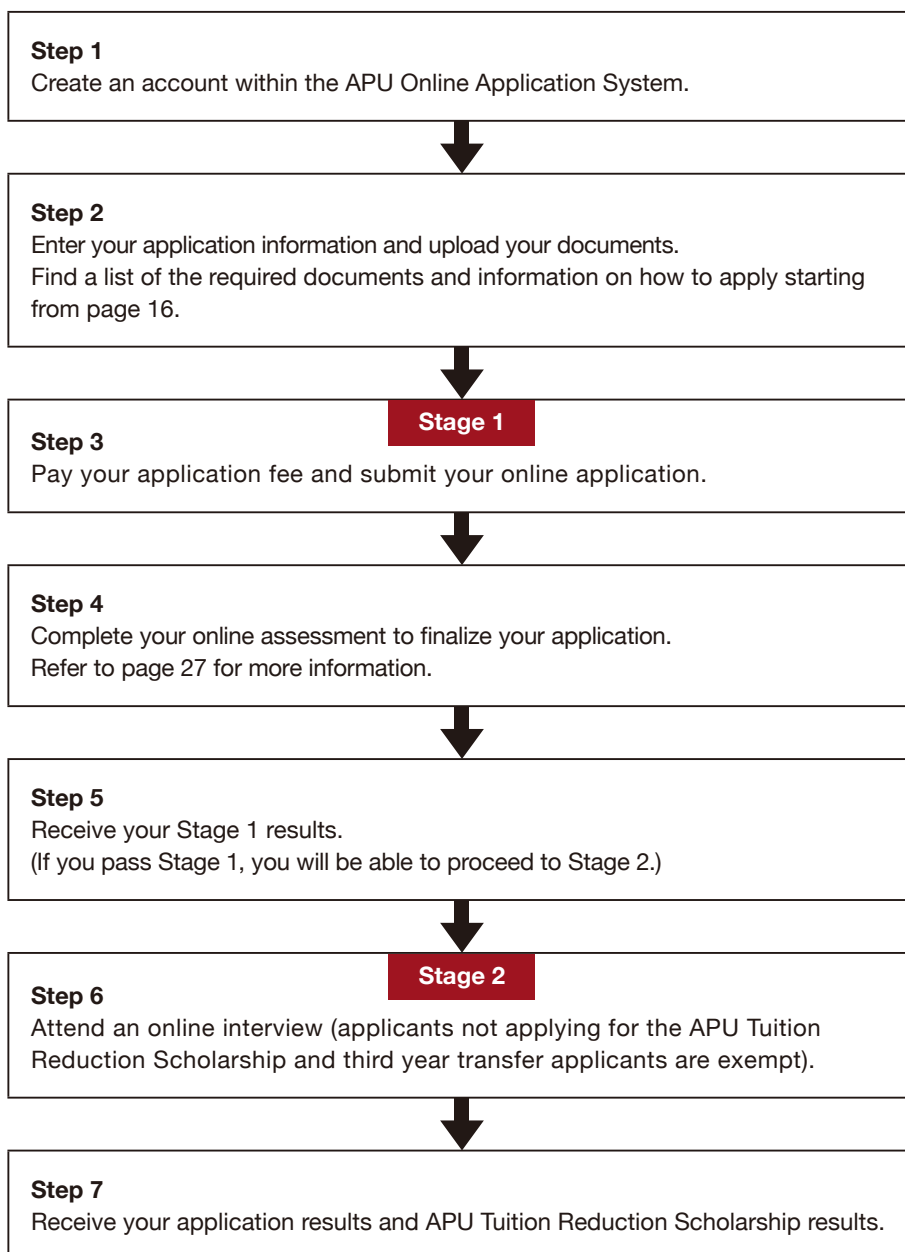 Step 1
Create an account within the APU Online Application System.
Step 2
Enter your application information and upload your documents.
Find a list of the required documents and information on how to apply starting
from page 16.
Stage 1
Step 3
Pay your application fee and submit your online application.
Step 4
Complete your online assessment to finalize your application.
Refer to page 27 for more information.
Step 5
Receive your Stage 1 results.
(If you pass Stage 1, you will be able to proceed to Stage 2.)
Stage 2
Step 6
Attend an online interview (applicants not applying for the APU Tuition
Reduction Scholarship and third year transfer applicants are exempt).
Step 7
Receive your application results and APU Tuition Reduction Scholarship results.